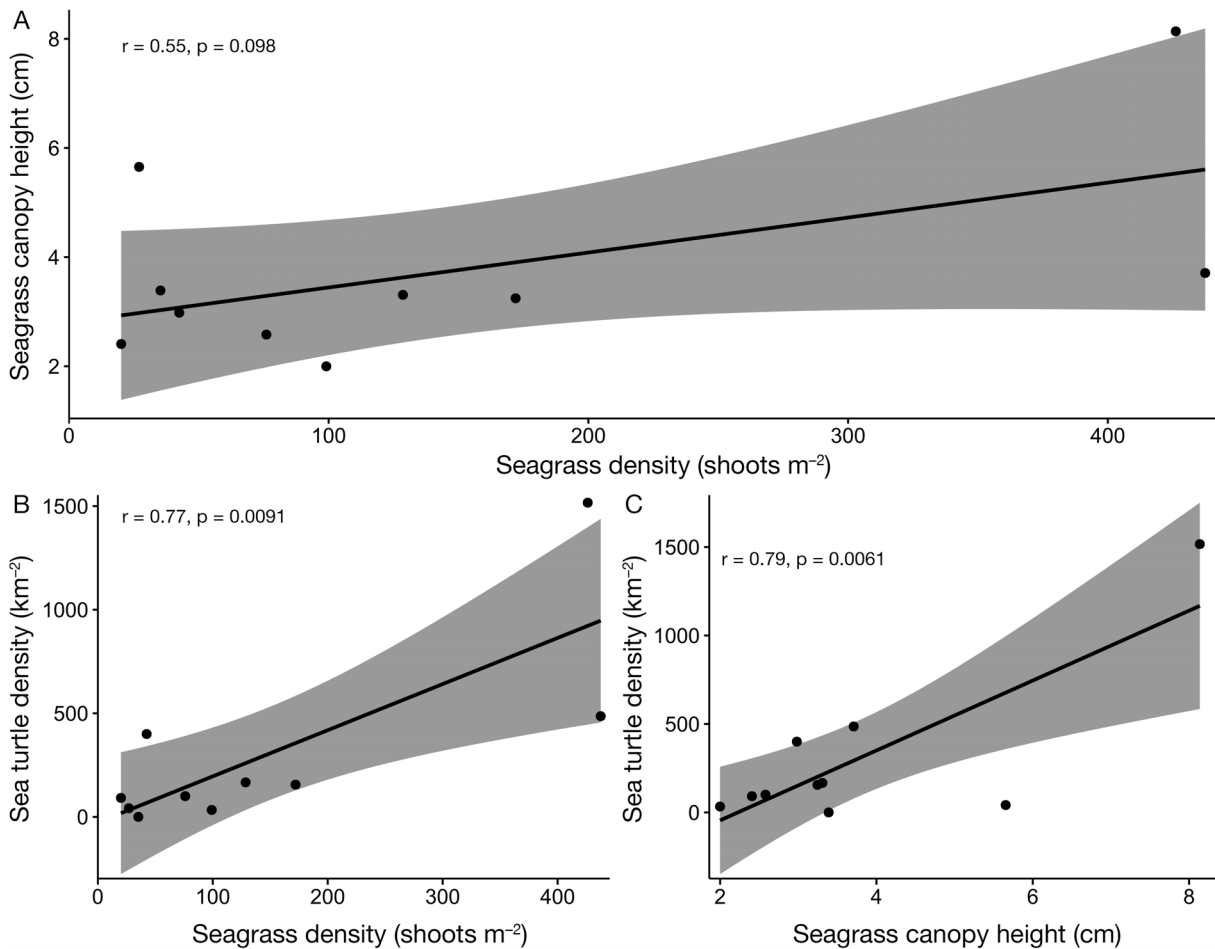 A
r = 0.55, p = 0.098
Seagrass canopy height (cm)
8
6
4
2
0
100
200
300
400
Seagrass density (shoots m⁻²)
B
r = 0.77, p = 0.0091
Sea turtle density (km⁻²)
1500
1000
500
0
0
100
200
300
400
Seagrass density (shoots m⁻²)
C
r = 0.79, p = 0.0061
Sea turtle density (km⁻²)
1500
1000
500
0
2
4
6
8
Seagrass canopy height (cm)